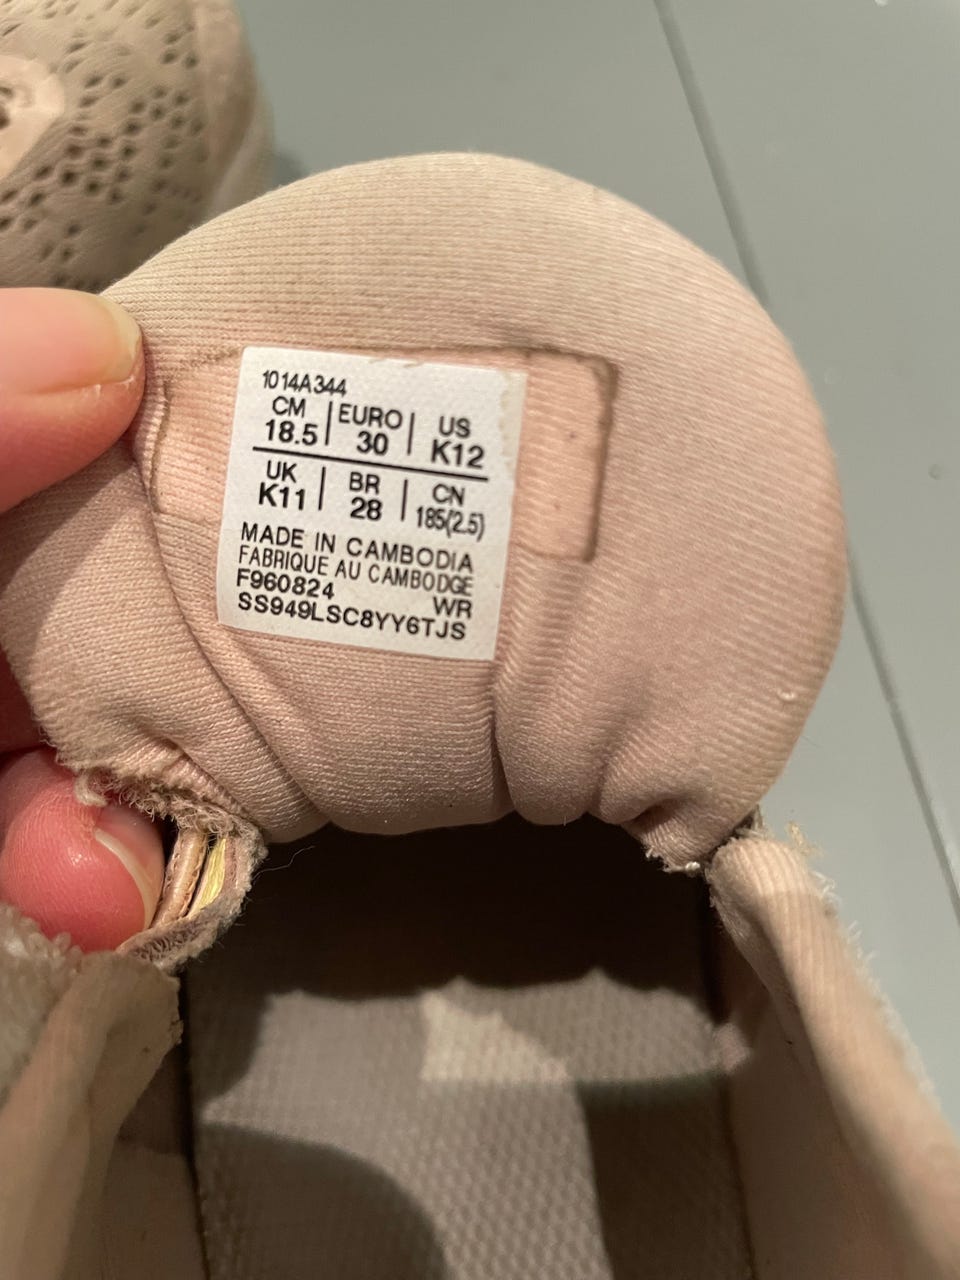 1014A344
CM | EURO | US
18.5 | 30 | K12
UK | BR | CN
K11 | 28 | 185(2.5)
MADE IN CAMBODIA
FABRIQUE AU CAMBODGE
F960824 WR
SS949LSC8YY6TJS